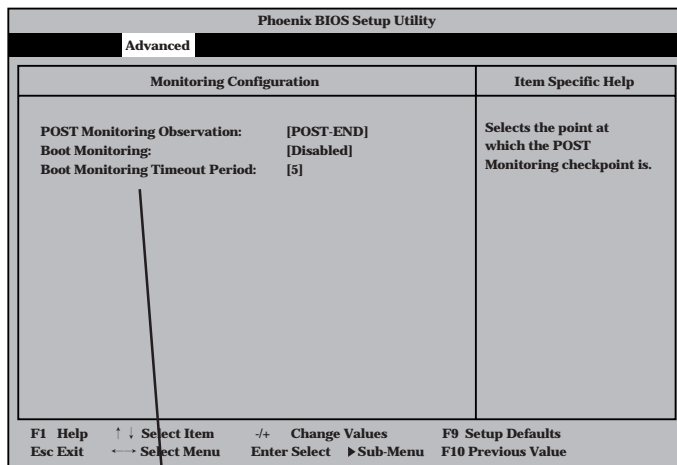 Phoenix BIOS Setup Utility
Advanced
Monitoring Configuration
Item Specific Help
POST Monitoring Observation: [POST-END]
Boot Monitoring: [Disabled]
Boot Monitoring Timeout Period: [5]
Selects the point at
which the POST
Monitoring checkpoint is.
F1 Help ↑↓ Select Item -/+ Change Values F9 Setup Defaults
Esc Exit ←→ Select Menu Enter Select ▶Sub-Menu F10 Previous Value